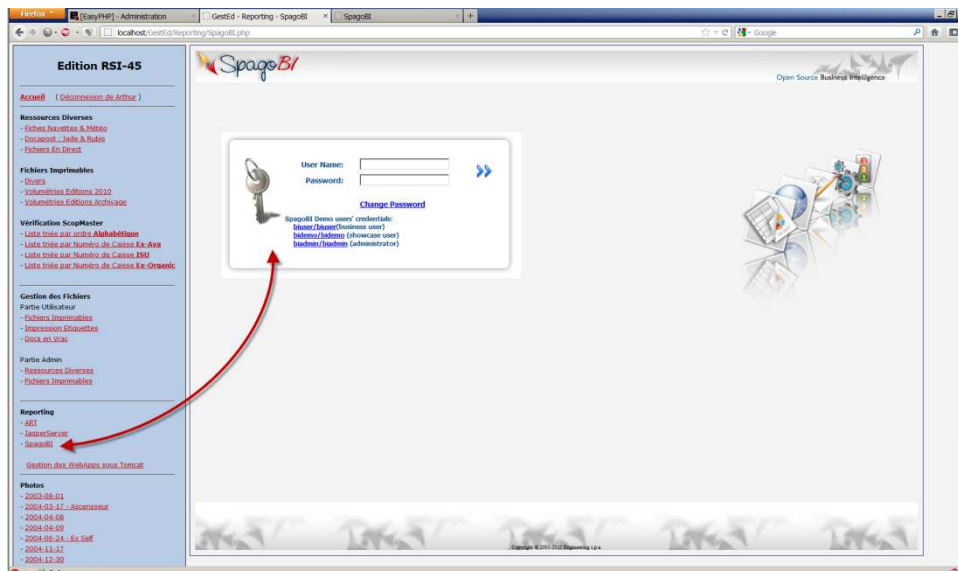 Firefox
[EasyPHP] - Administration
GestEd - Reporting - SpagoBI
SpagoBI
localhost/GestEd/Reporting/SpagoBI.php
Google
Edition RSI-45
Accueil ( Déconnexion de Arthur )
Ressources Diverses
- Fiches Navettes & Météo
- Docapost : Jade & Rubis
- Fichiers En Direct
Fichiers Imprimables
- Divers
- Volumétries Editions 2010
- Volumétries Editions Archivage
Vérification ScopMaster
- Liste triée par ordre Alphabétique
- Liste triée par Numéro de Caisse Ex-Ava
- Liste triée par Numéro de Caisse ISU
- Liste triée par Numéro de Caisse Ex-Organic
Gestion des Fichiers
Partie Utilisateur
- Fichiers Imprimables
- Impression Etiquettes
- Docs en Vrac
Partie Admin
- Ressources Diverses
- Fichiers Imprimables
Reporting
- ART
- JasperServer
- SpagoBI
Gestion des WebApps sous Tomcat
Photos
- 2003-08-01
- 2004-03-17 - Ascenseur
- 2004-04-08
- 2004-04-09
- 2004-06-24 - Ex Self
- 2004-11-17
- 2004-12-30
SpagoBI
Open Source Business Intelligence
User Name:
Password:
Change Password
SpagoBI Demo users' credentials:
biuser/biuser(business user)
bidemo/bidemo (showcase user)
biadmin/biadmin (administrator)